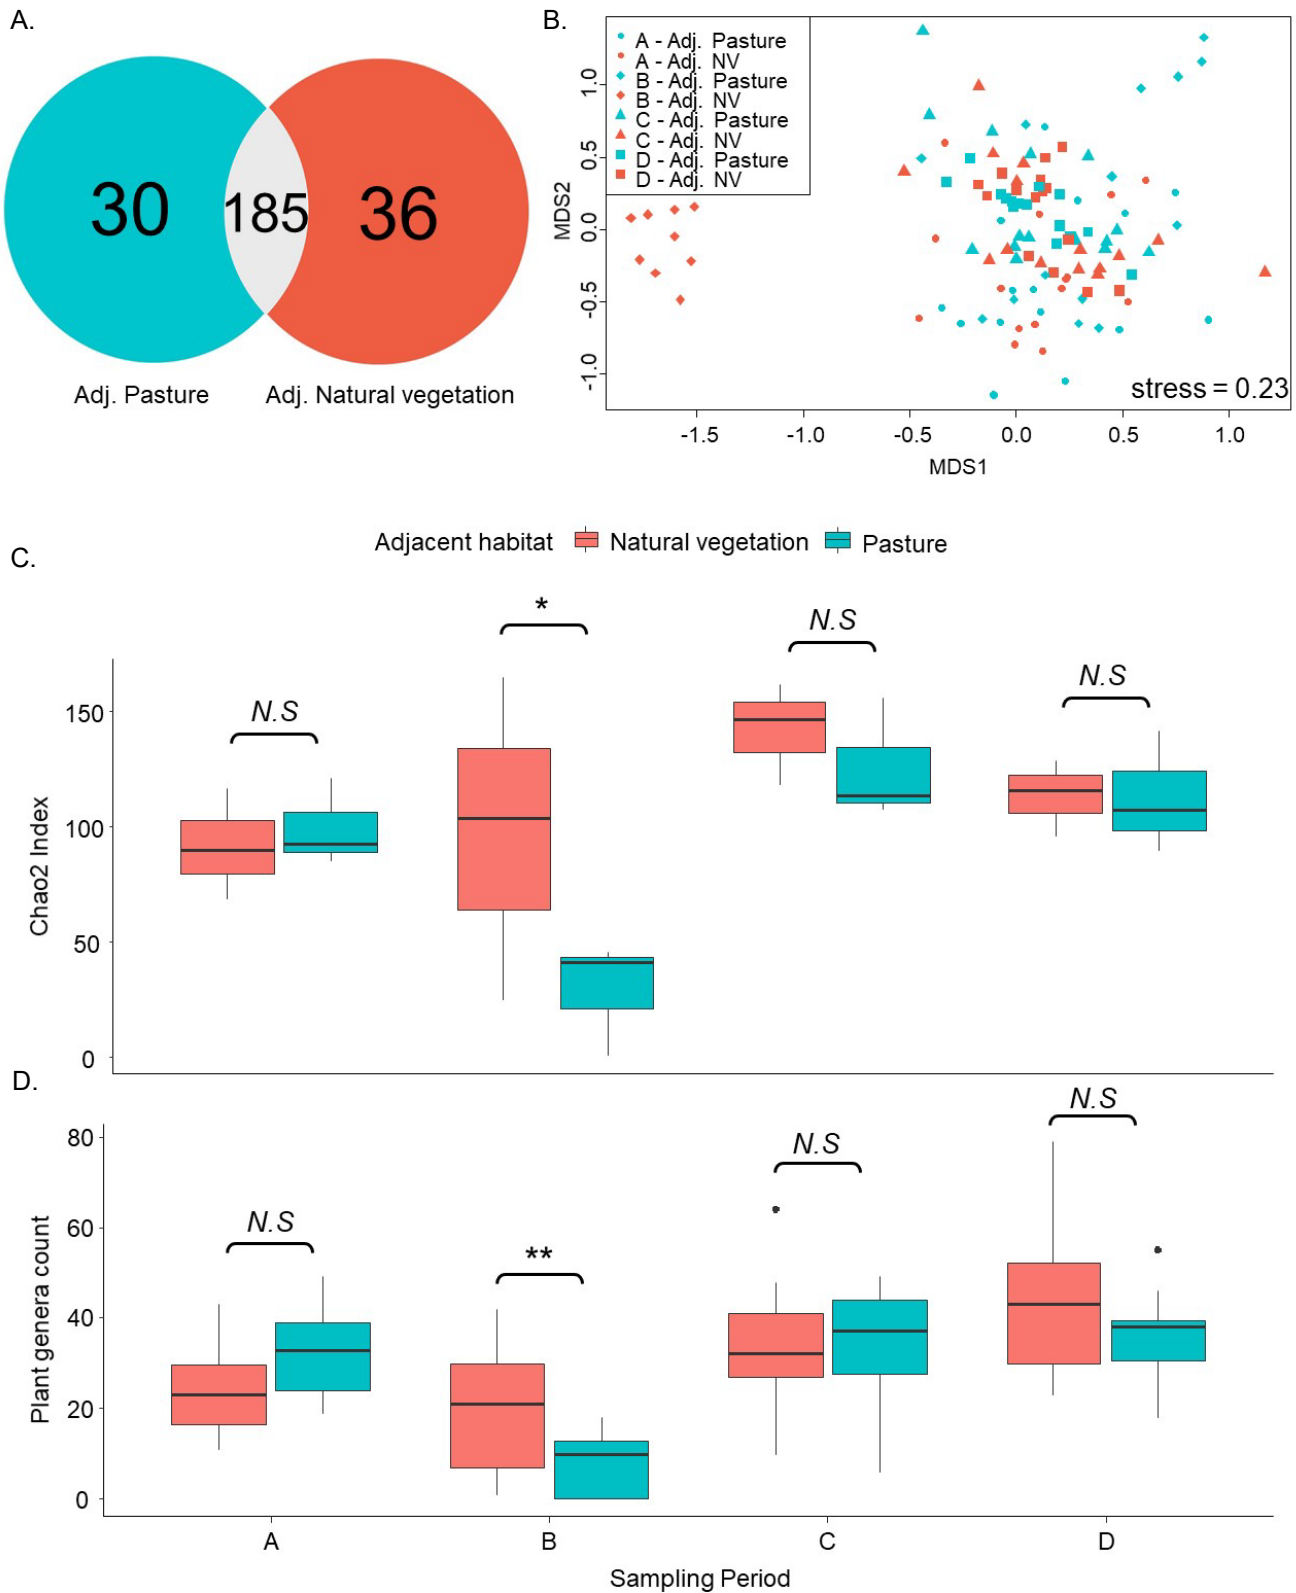 A.
30
185
36
Adj. Pasture
Adj. Natural vegetation
B.
A - Adj. Pasture
A - Adj. NV
B - Adj. Pasture
B - Adj. NV
C - Adj. Pasture
C - Adj. NV
D - Adj. Pasture
D - Adj. NV
MDS2
1.0
0.5
0.0
-0.5
-1.0
stress = 0.23
-1.5
-1.0
-0.5
0.0
0.5
1.0
MDS1
Adjacent habitat Natural vegetation Pasture
C.
Chao2 Index
150
100
50
0
N.S
*
N.S
N.S
D.
Plant genera count
80
60
40
20
0
N.S
**
N.S
N.S
A
B
C
D
Sampling Period